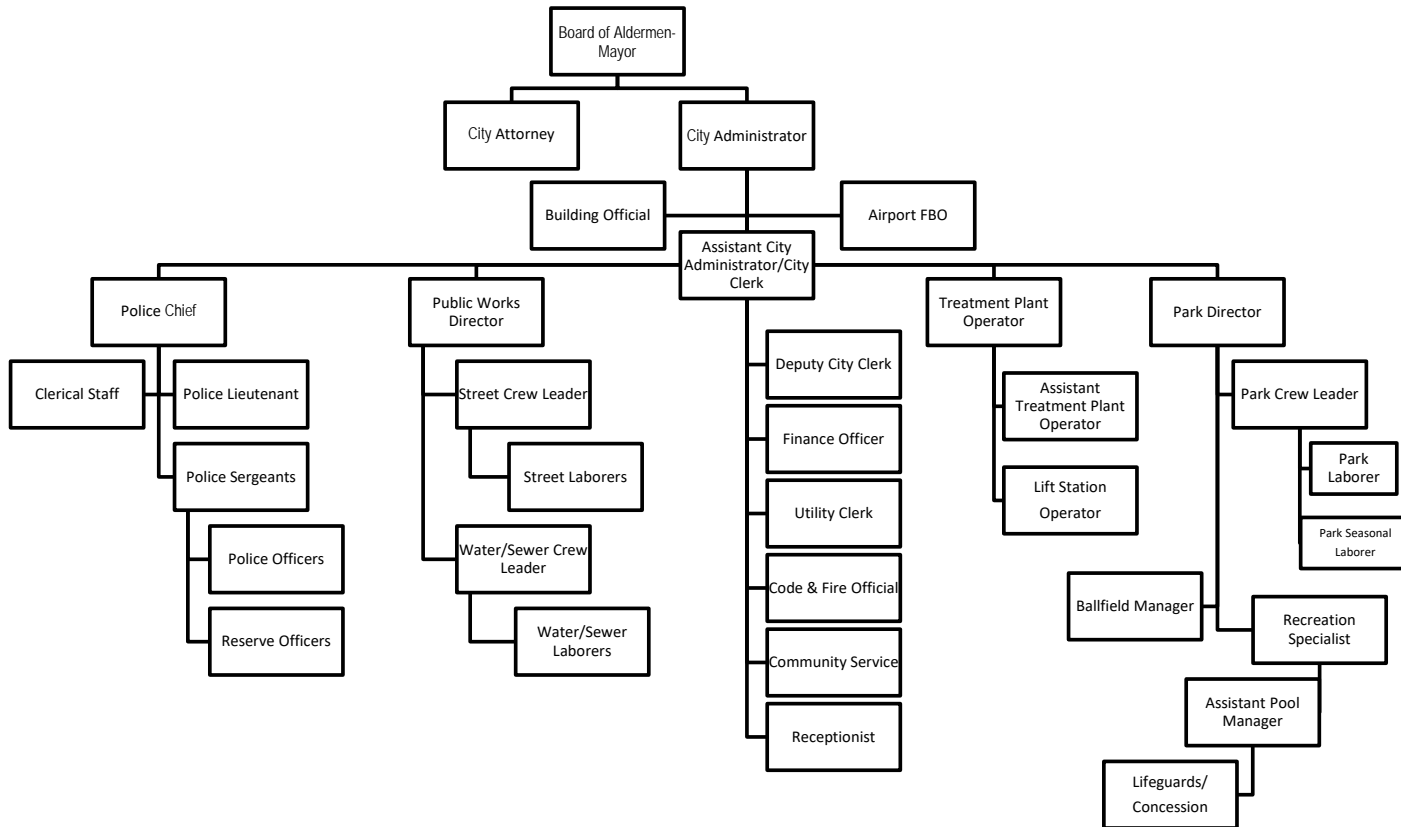 Board of Aldermen-
Mayor
City Attorney
City Administrator
Building Official
Airport FBO
Assistant City
Administrator/City
Clerk
Police Chief
Public Works
Director
Treatment Plant
Operator
Park Director
Clerical Staff
Police Lieutenant
Police Sergeants
Police Officers
Reserve Officers
Street Crew Leader
Street Laborers
Water/Sewer Crew
Leader
Water/Sewer
Laborers
Deputy City Clerk
Finance Officer
Utility Clerk
Code & Fire Official
Community Service
Receptionist
Assistant
Treatment Plant
Operator
Lift Station
Operator
Park Crew Leader
Park
Laborer
Park Seasonal
Laborer
Ballfield Manager
Recreation
Specialist
Assistant Pool
Manager
Lifeguards/
Concession